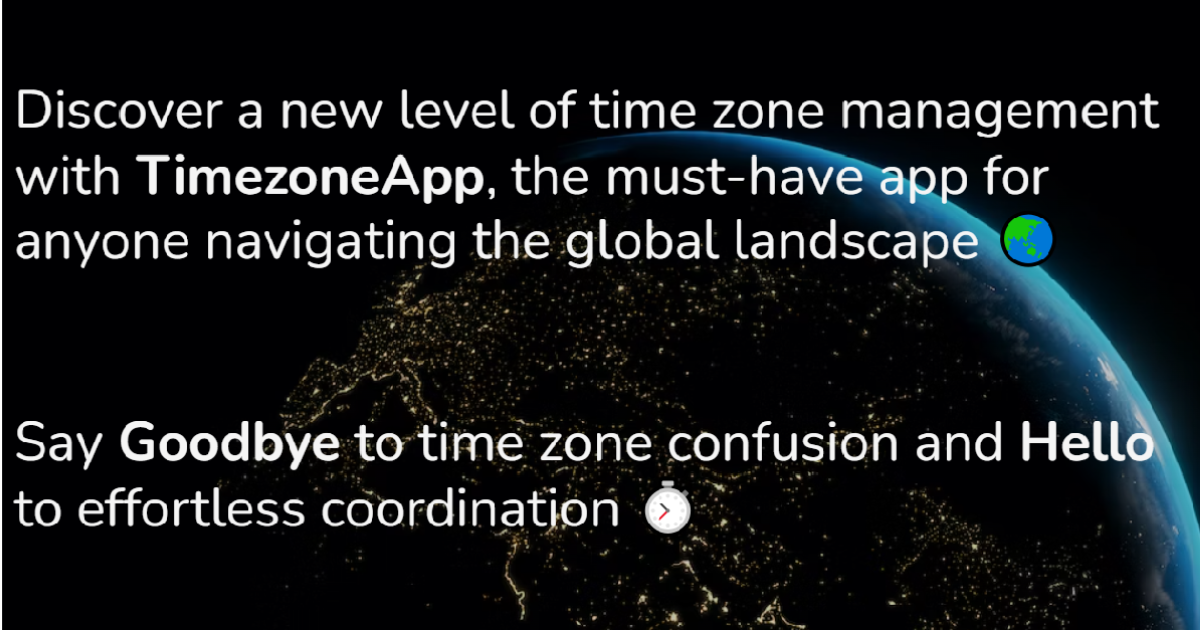 Discover a new level of time zone management
with TimezoneApp, the must-have app for
anyone navigating the global landscape 🌏
Say Goodbye to time zone confusion and Hello
to effortless coordination ⏱️